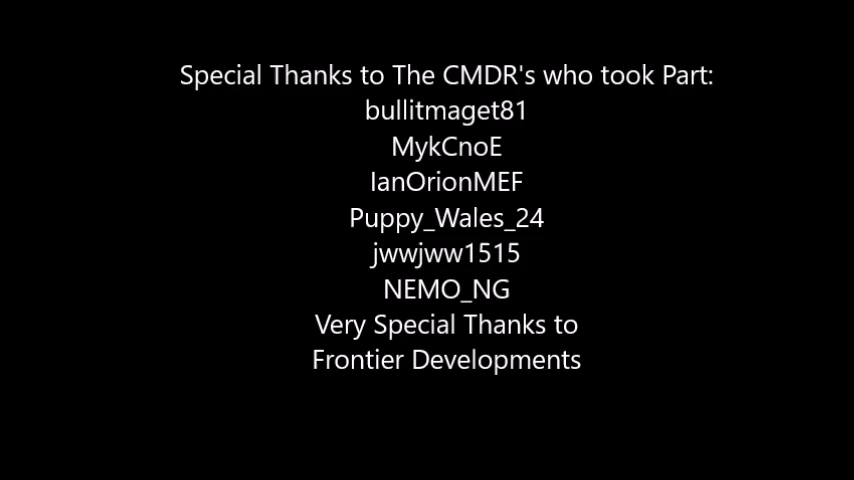 Special Thanks to The CMDR's who took Part:
bullitmaget81
MykCnoE
IanOrionMEF
Puppy_Wales_24
jwwjww1515
NEMO_NG
Very Special Thanks to
Frontier Developments